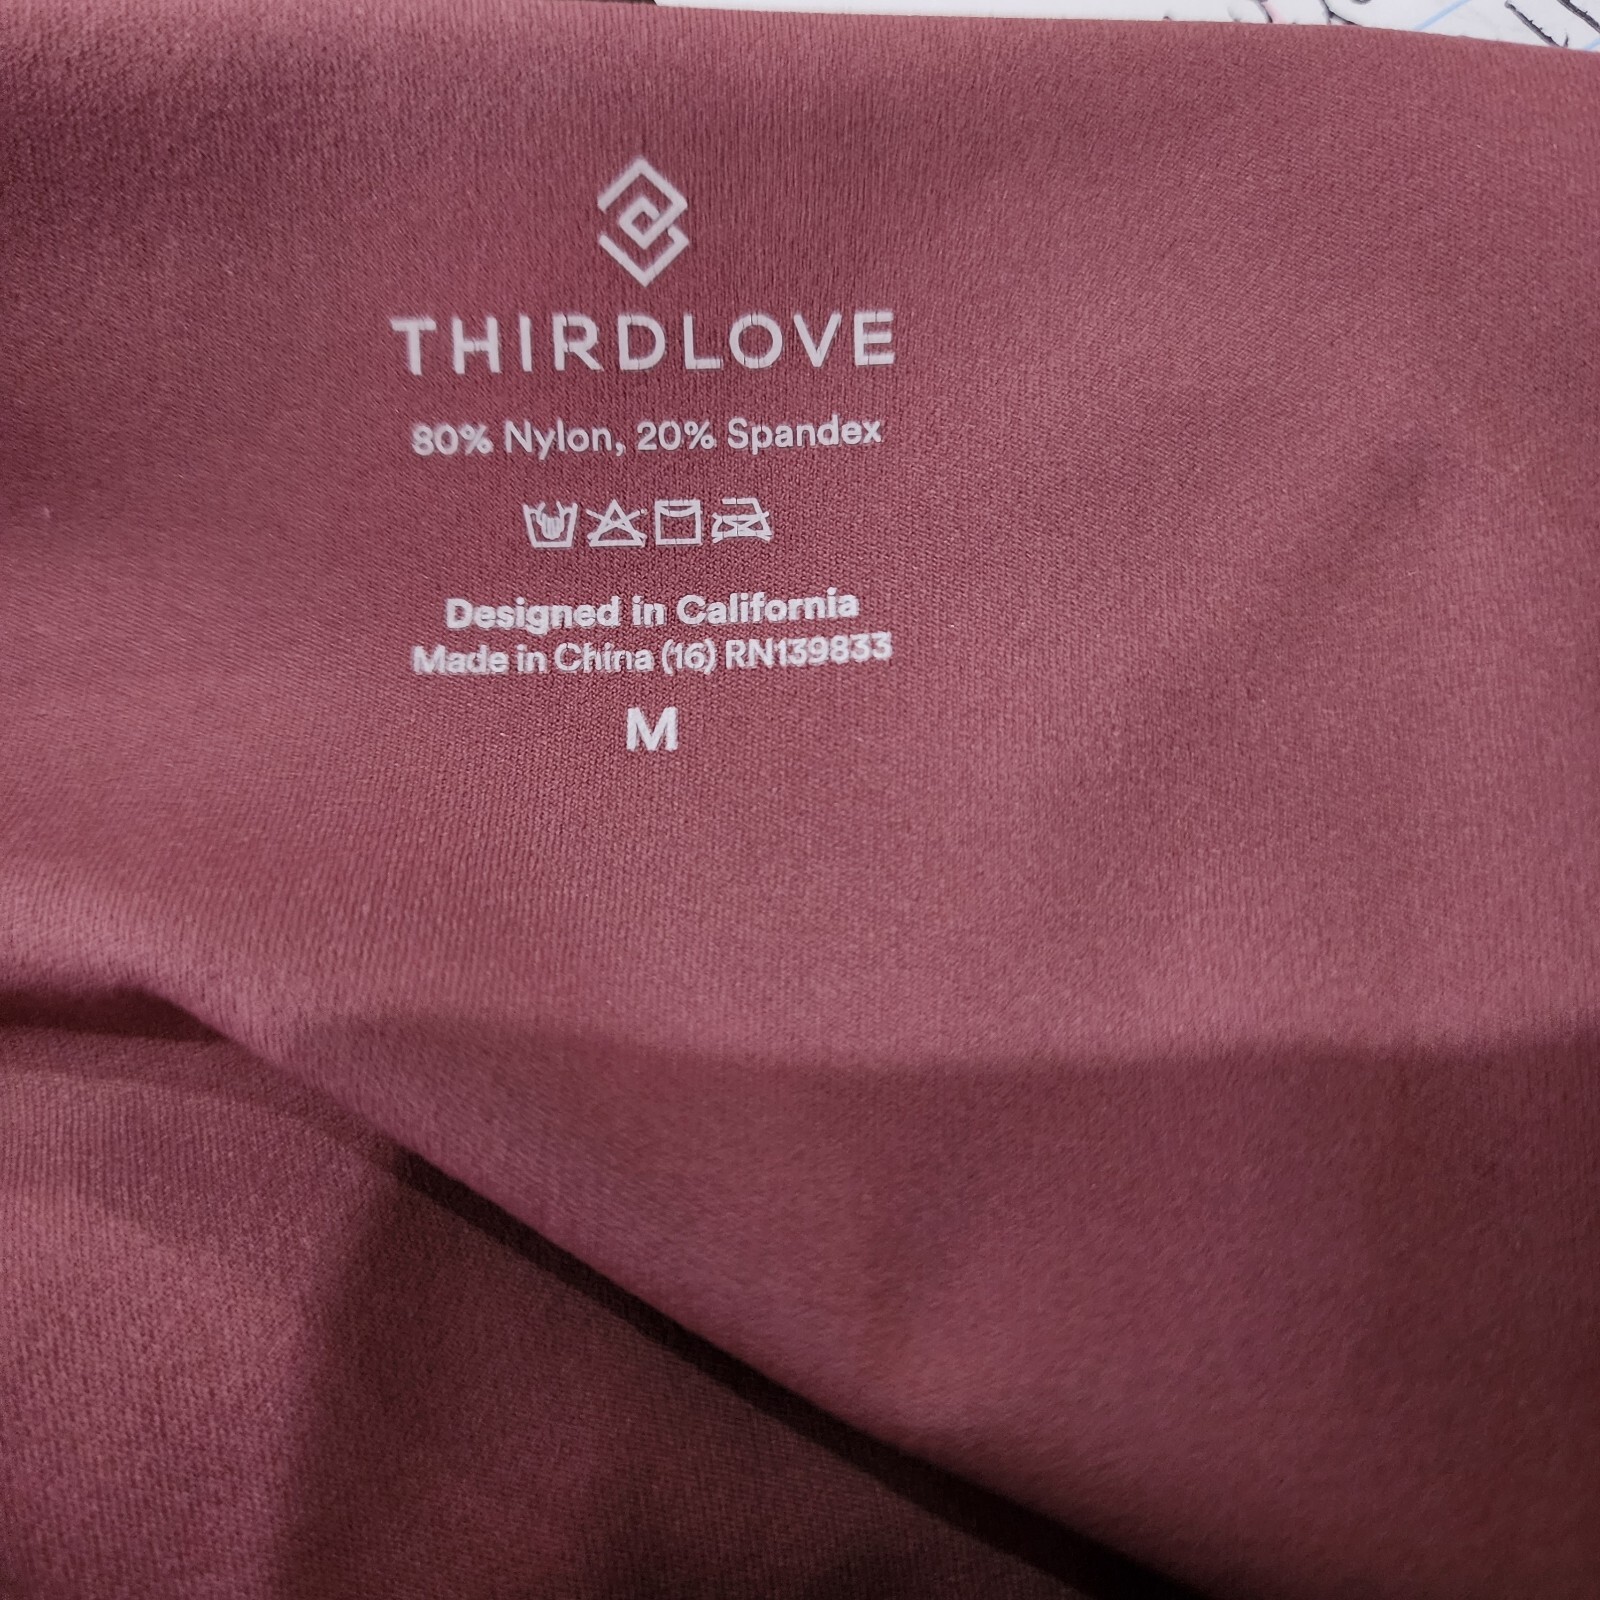 THIRDLOVE
80% Nylon, 20% Spandex
Designed in California
Made in China (16) RN139833
M